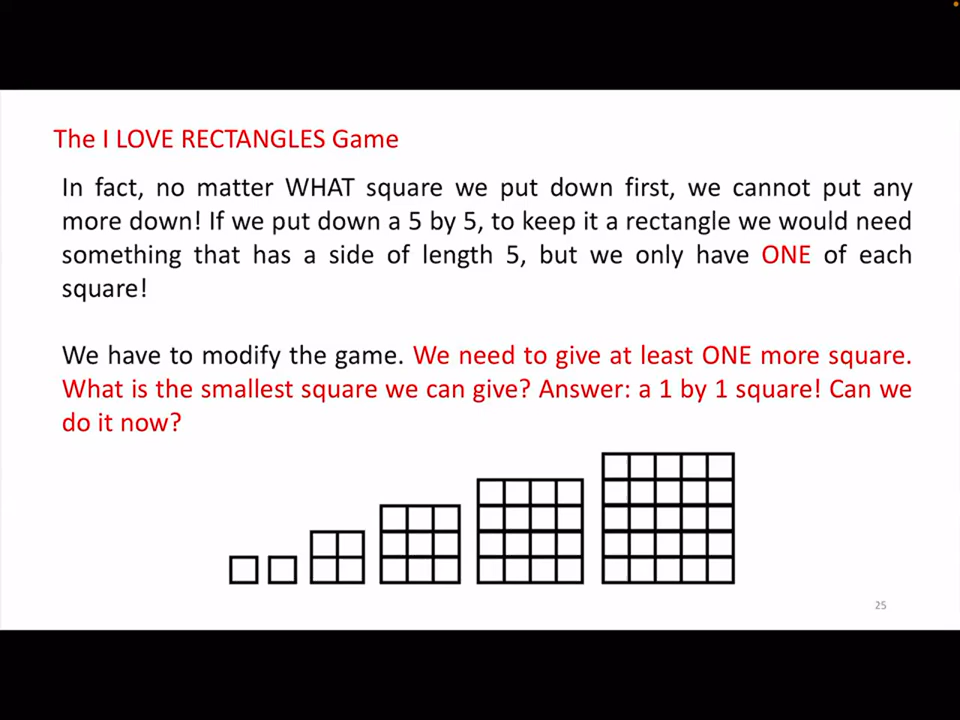 The I LOVE RECTANGLES Game
In fact, no matter WHAT square we put down first, we cannot put any
more down! If we put down a 5 by 5, to keep it a rectangle we would need
something that has a side of length 5, but we only have ONE of each
square!
We have to modify the game. We need to give at least ONE more square.
What is the smallest square we can give? Answer: a 1 by 1 square! Can we
do it now?
25